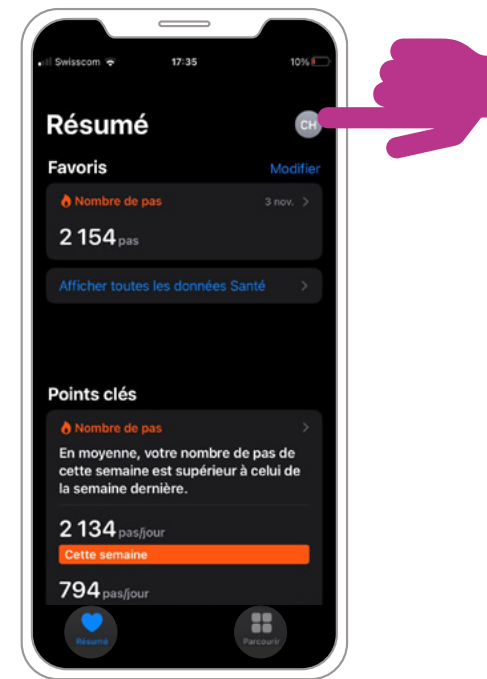 Swisscom 17:35 10%
Résumé CH
Favoris Modifier
Nombre de pas 3 nov.
2 154 pas
Afficher toutes les données Santé
Points clés
Nombre de pas
En moyenne, votre nombre de pas de
cette semaine est supérieur à celui de
la semaine dernière.
2 134 pas/jour
Cette semaine
794 pas/jour
Résumé Parcourir